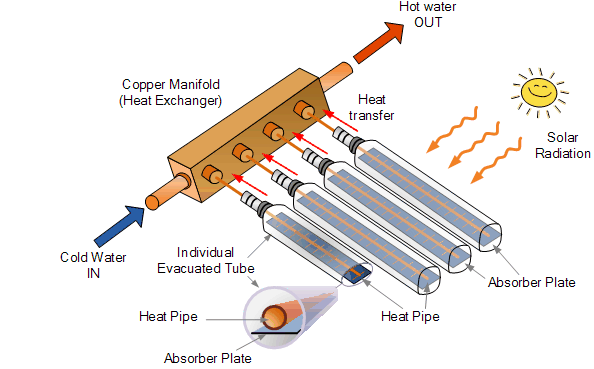 Hot water
OUT
Copper Manifold
(Heat Exchanger)
Heat
transfer
Solar
Radiation
Cold Water
IN
Individual
Evacuated Tube
Absorber Plate
Heat Pipe
Heat Pipe
Absorber Plate